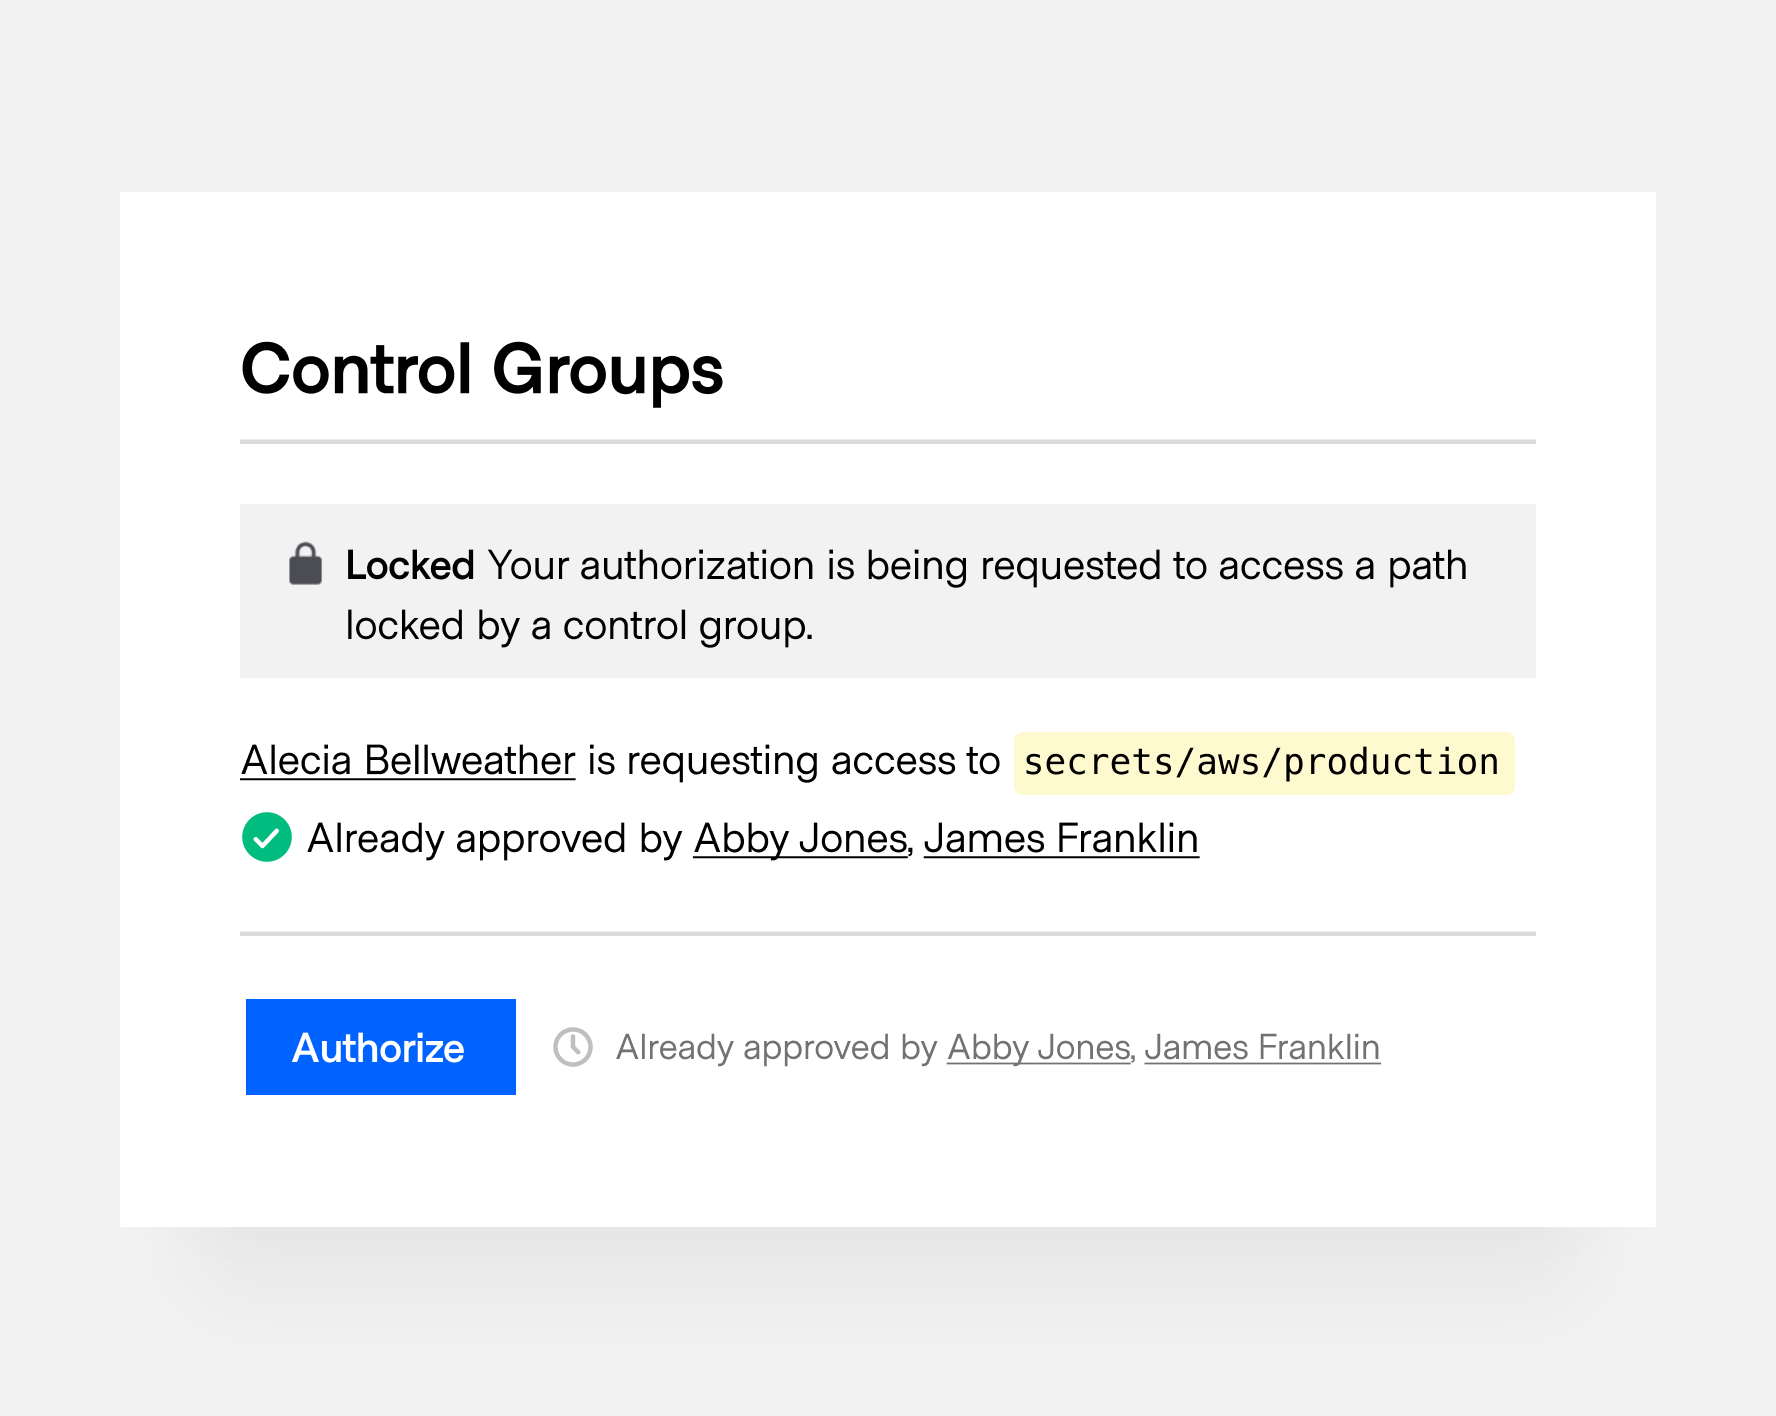 Control Groups
Locked Your authorization is being requested to access a path
locked by a control group.
Alecia Bellweather is requesting access to secrets/aws/production
Already approved by Abby Jones, James Franklin
Authorize Already approved by Abby Jones, James Franklin